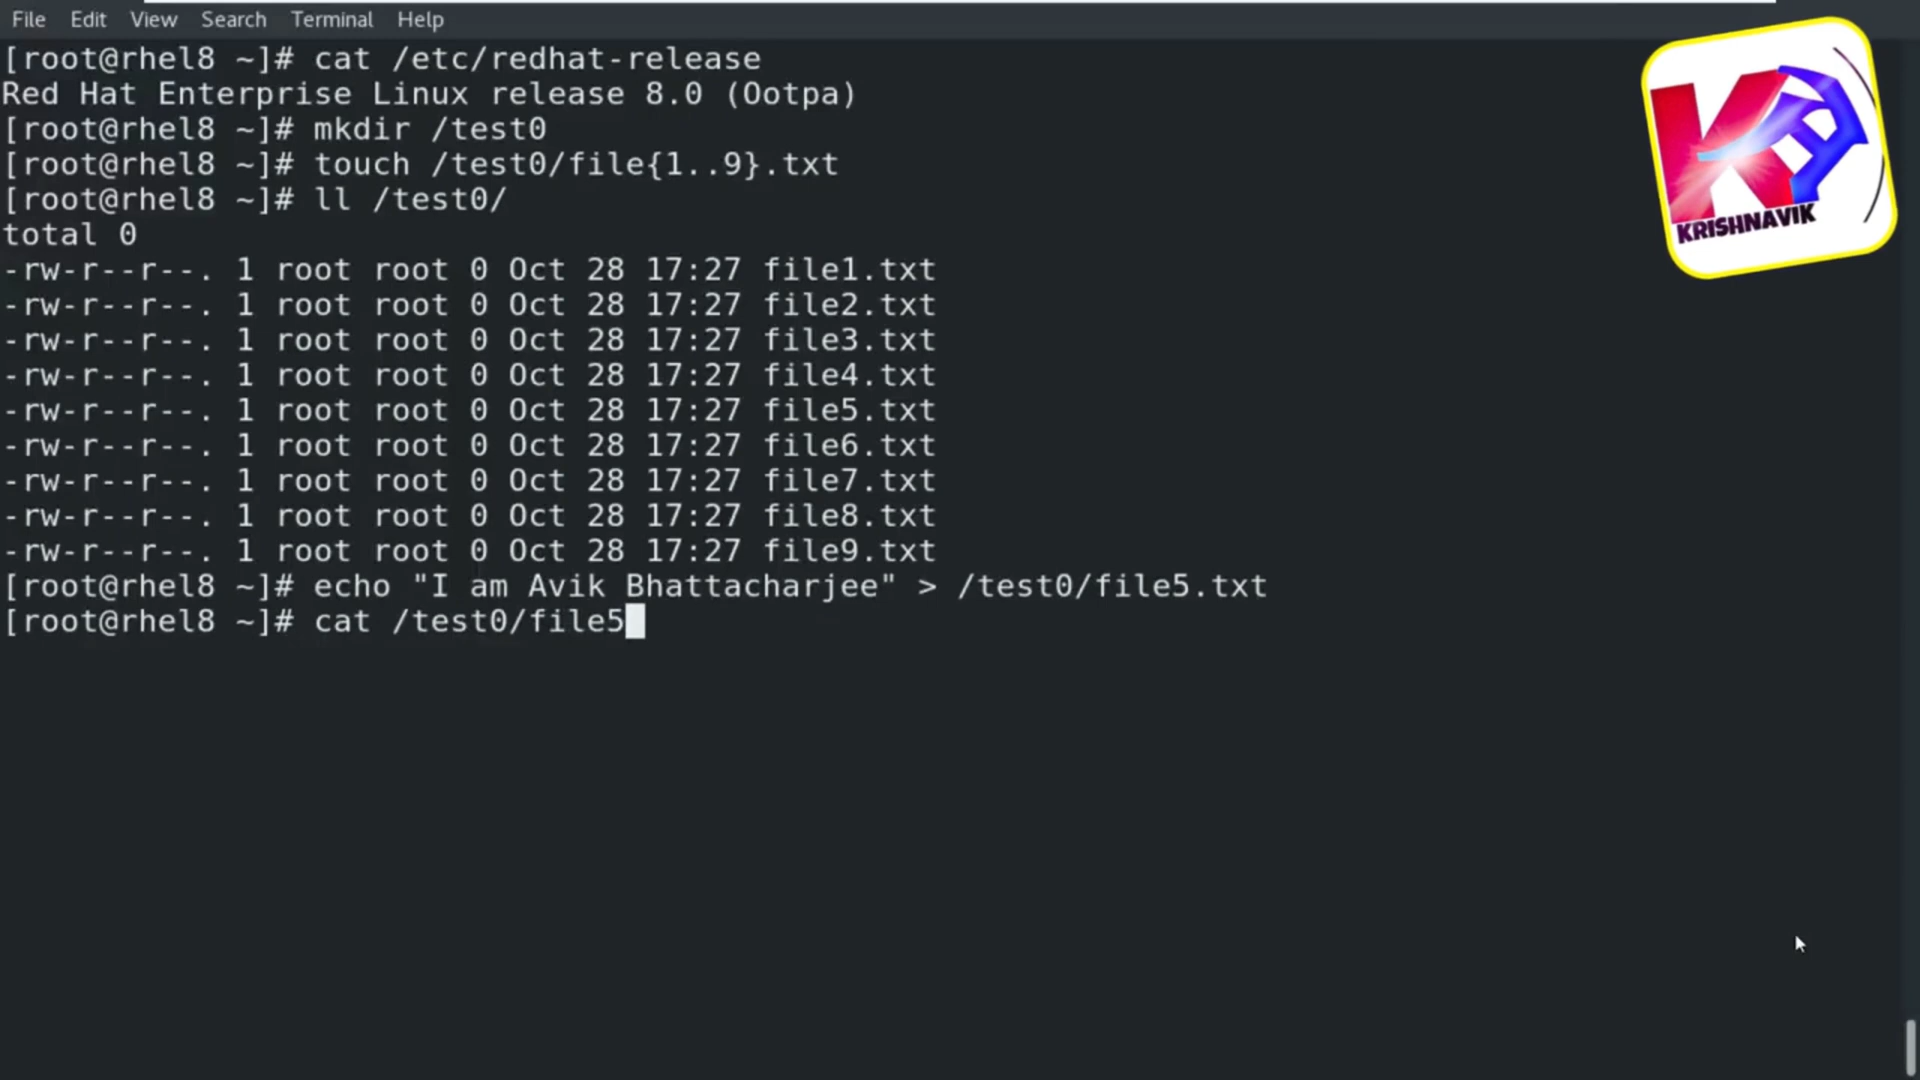 File Edit View Search Terminal Help
[root@rhel8 ~]# cat /etc/redhat-release
Red Hat Enterprise Linux release 8.0 (Ootpa)
[root@rhel8 ~]# mkdir /test0
[root@rhel8 ~]# touch /test0/file{1..9}.txt
[root@rhel8 ~]# ll /test0/
total 0
-rw-r--r--. 1 root root 0 Oct 28 17:27 file1.txt
-rw-r--r--. 1 root root 0 Oct 28 17:27 file2.txt
-rw-r--r--. 1 root root 0 Oct 28 17:27 file3.txt
-rw-r--r--. 1 root root 0 Oct 28 17:27 file4.txt
-rw-r--r--. 1 root root 0 Oct 28 17:27 file5.txt
-rw-r--r--. 1 root root 0 Oct 28 17:27 file6.txt
-rw-r--r--. 1 root root 0 Oct 28 17:27 file7.txt
-rw-r--r--. 1 root root 0 Oct 28 17:27 file8.txt
-rw-r--r--. 1 root root 0 Oct 28 17:27 file9.txt
[root@rhel8 ~]# echo "I am Avik Bhattacharjee" > /test0/file5.txt
[root@rhel8 ~]# cat /test0/file5
KA
KRISHNAVIK